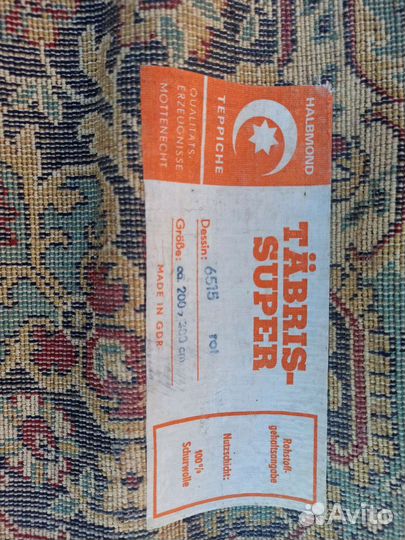 HALBMOND
TEPPICHE
QUALITÄTS-
ERZEUGNISSE
MOTTENECHT
TÄBRIS-
SUPER
Dessin: 6515 rot
Größe: ca 200 x 300 cm
MADE IN GDR
Rohstoff-
gehaltsangabe
Nutzschicht:
100% 
Schurwolle
Avito